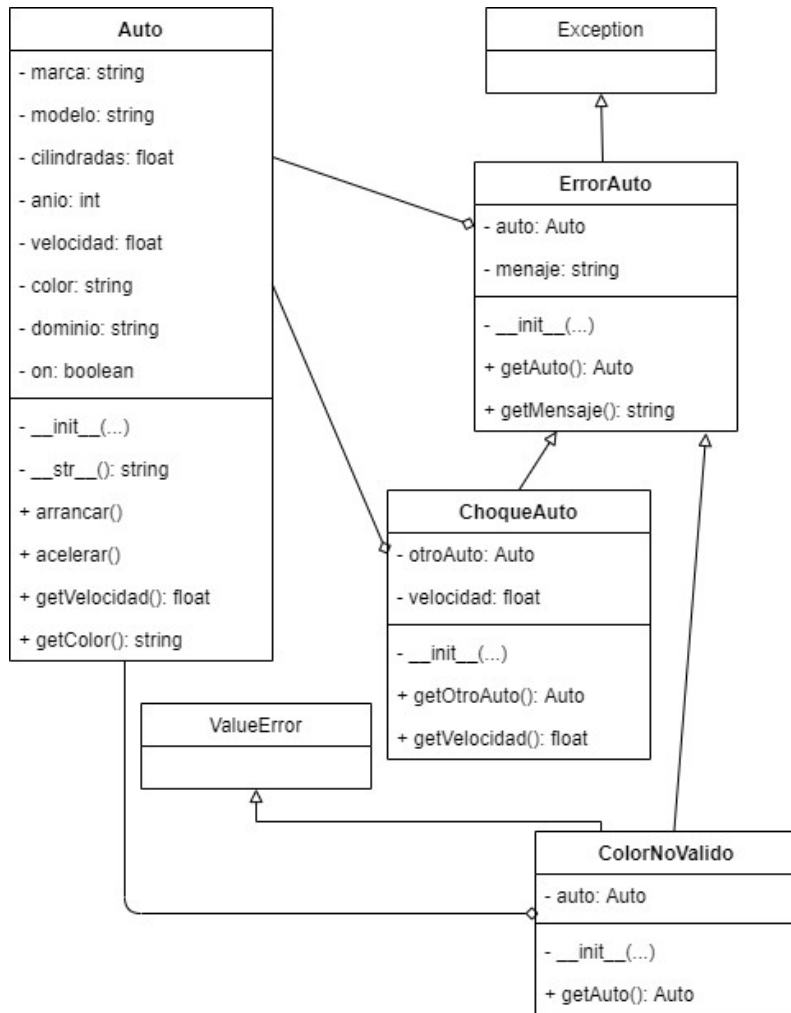 Auto
- marca: string
- modelo: string
- cilindradas: float
- anio: int
- velocidad: float
- color: string
- dominio: string
- on: boolean
- __init__(...)
- __str__(): string
+ arrancar()
+ acelerar()
+ getVelocidad(): float
+ getColor(): string
Exception
ErrorAuto
- auto: Auto
- menaje: string
- __init__(...)
+ getAuto(): Auto
+ getMensaje(): string
ChoqueAuto
- otroAuto: Auto
- velocidad: float
- __init__(...)
+ getOtroAuto(): Auto
+ getVelocidad(): float
ValueError
ColorNoValido
- auto: Auto
- __init__(...)
+ getAuto(): Auto